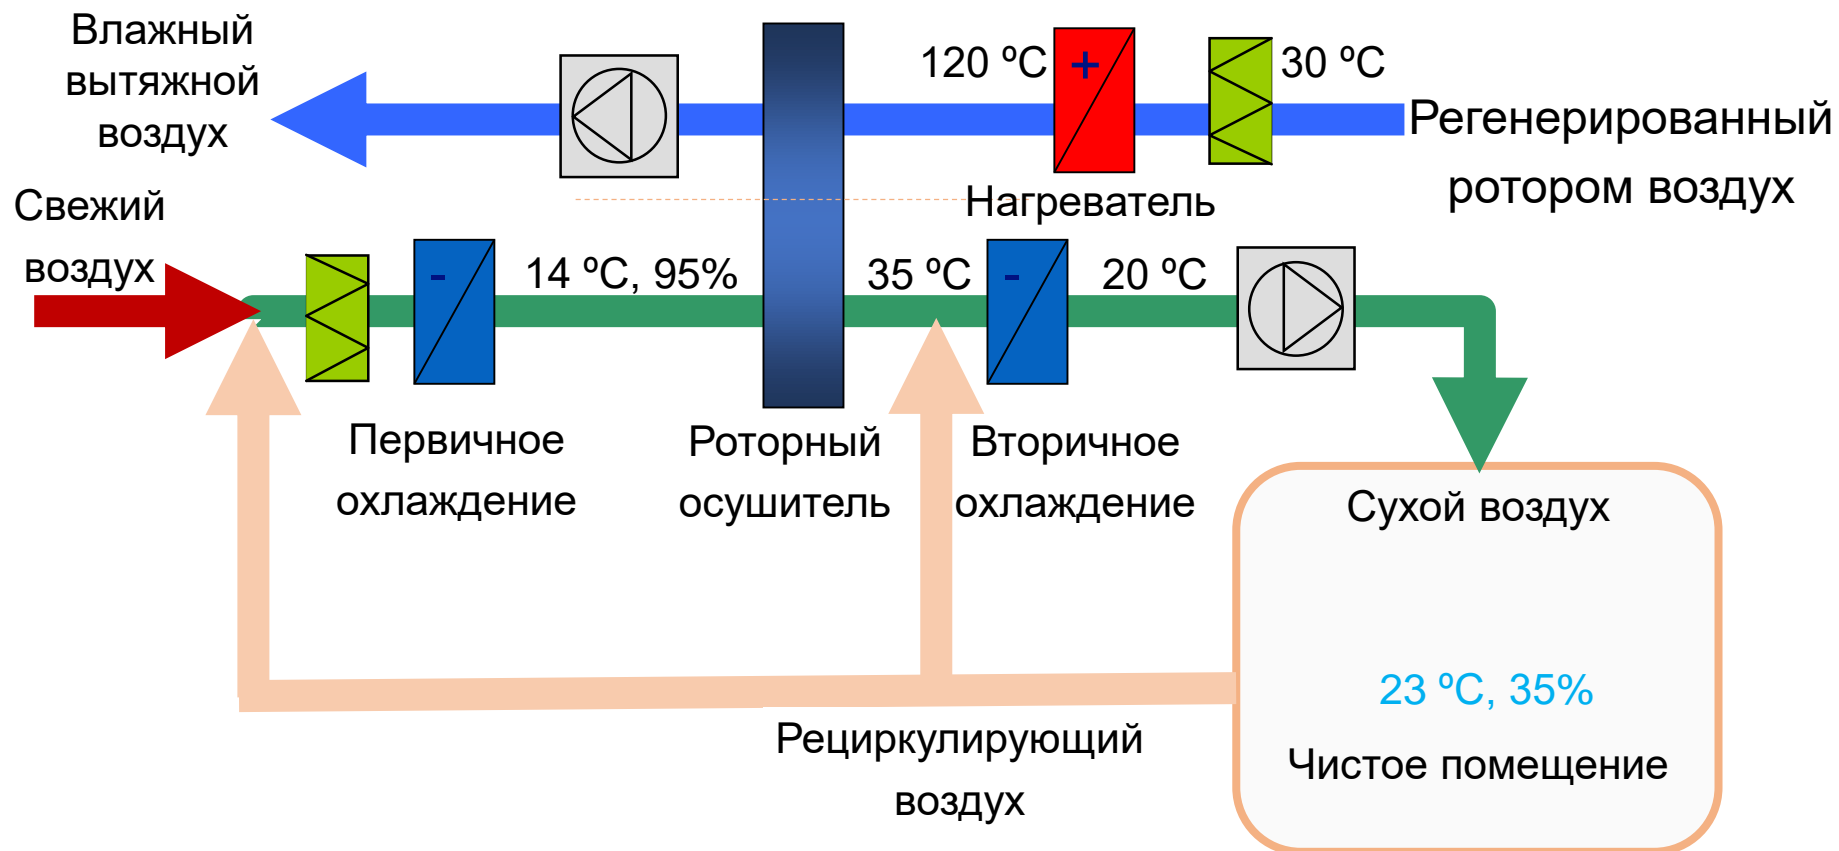 Влажный
вытяжной
воздух
120 ºC
+
30 ºC
Регенерированный
ротором воздух
Нагреватель
Свежий
воздух
-
14 ºC, 95%
35 ºC
-
20 ºC
Первичное
охлаждение
Роторный
осушитель
Вторичное
охлаждение
Сухой воздух
23 ºC, 35%
Чистое помещение
Рециркулирующий
воздух